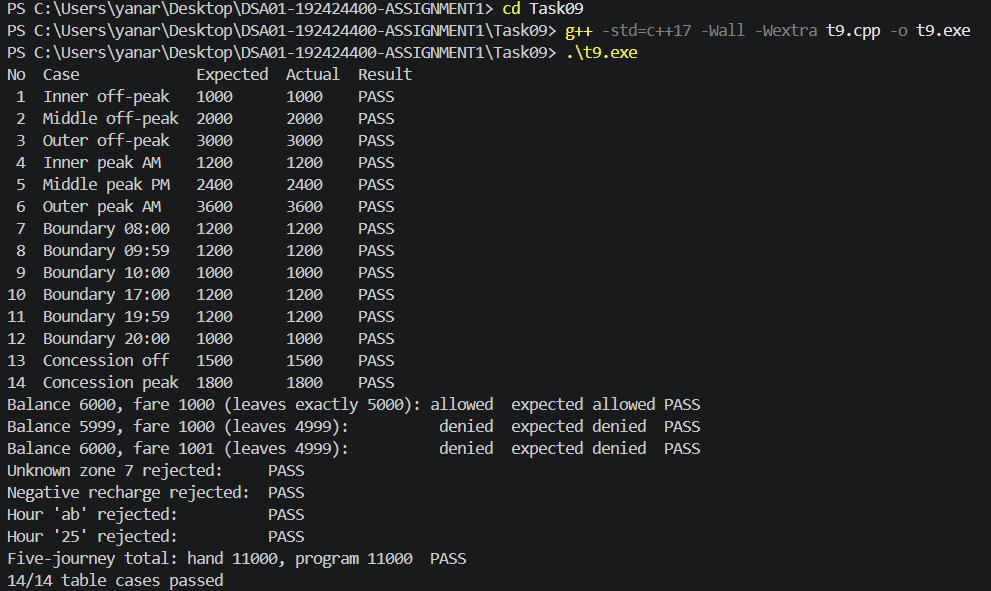 PS C:\Users\yanar\Desktop\DSA01-192424400-ASSIGNMENT1> cd Task09
PS C:\Users\yanar\Desktop\DSA01-192424400-ASSIGNMENT1\Task09> g++ -std=c++17 -Wall -Wextra t9.cpp -o t9.exe
PS C:\Users\yanar\Desktop\DSA01-192424400-ASSIGNMENT1\Task09> .\t9.exe
No  Case             Expected  Actual  Result
 1  Inner off-peak   1000      1000    PASS
 2  Middle off-peak  2000      2000    PASS
 3  Outer off-peak   3000      3000    PASS
 4  Inner peak AM    1200      1200    PASS
 5  Middle peak PM   2400      2400    PASS
 6  Outer peak AM    3600      3600    PASS
 7  Boundary 08:00   1200      1200    PASS
 8  Boundary 09:59   1200      1200    PASS
 9  Boundary 10:00   1000      1000    PASS
10  Boundary 17:00   1200      1200    PASS
11  Boundary 19:59   1200      1200    PASS
12  Boundary 20:00   1000      1000    PASS
13  Concession off   1500      1500    PASS
14  Concession peak  1800      1800    PASS
Balance 6000, fare 1000 (leaves exactly 5000): allowed  expected allowed PASS
Balance 5999, fare 1000 (leaves 4999):          denied  expected denied  PASS
Balance 6000, fare 1001 (leaves 4999):          denied  expected denied  PASS
Unknown zone 7 rejected:     PASS
Negative recharge rejected:  PASS
Hour 'ab' rejected:          PASS
Hour '25' rejected:          PASS
Five-journey total: hand 11000, program 11000  PASS
14/14 table cases passed